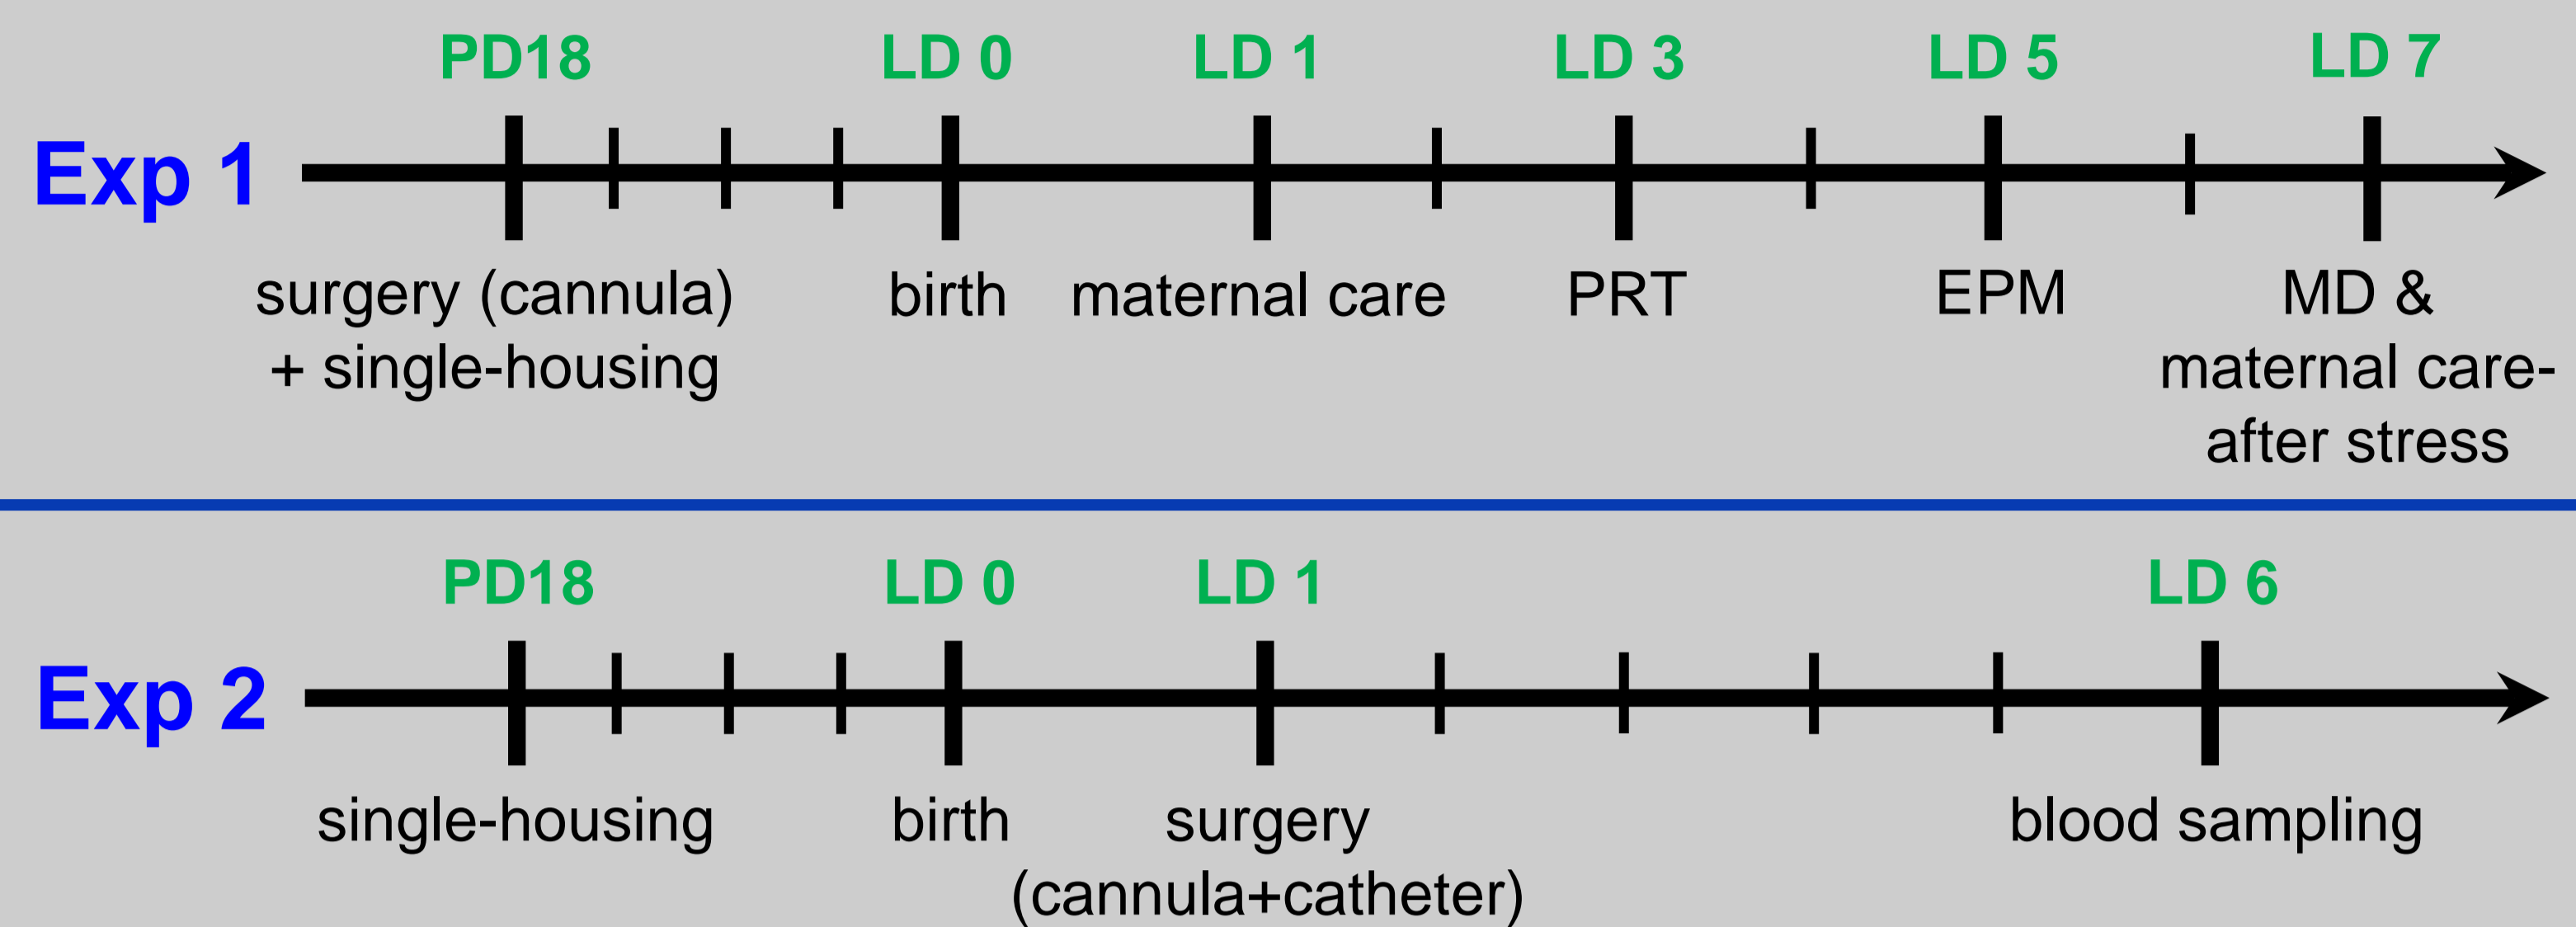 PD18 LD 0 LD 1 LD 3 LD 5 LD 7
Exp 1
surgery (cannula) birth maternal care PRT EPM MD &
+ single-housing maternal care-
after stress
PD18 LD 0 LD 1 LD 6
Exp 2
single-housing birth surgery blood sampling
(cannula+catheter)